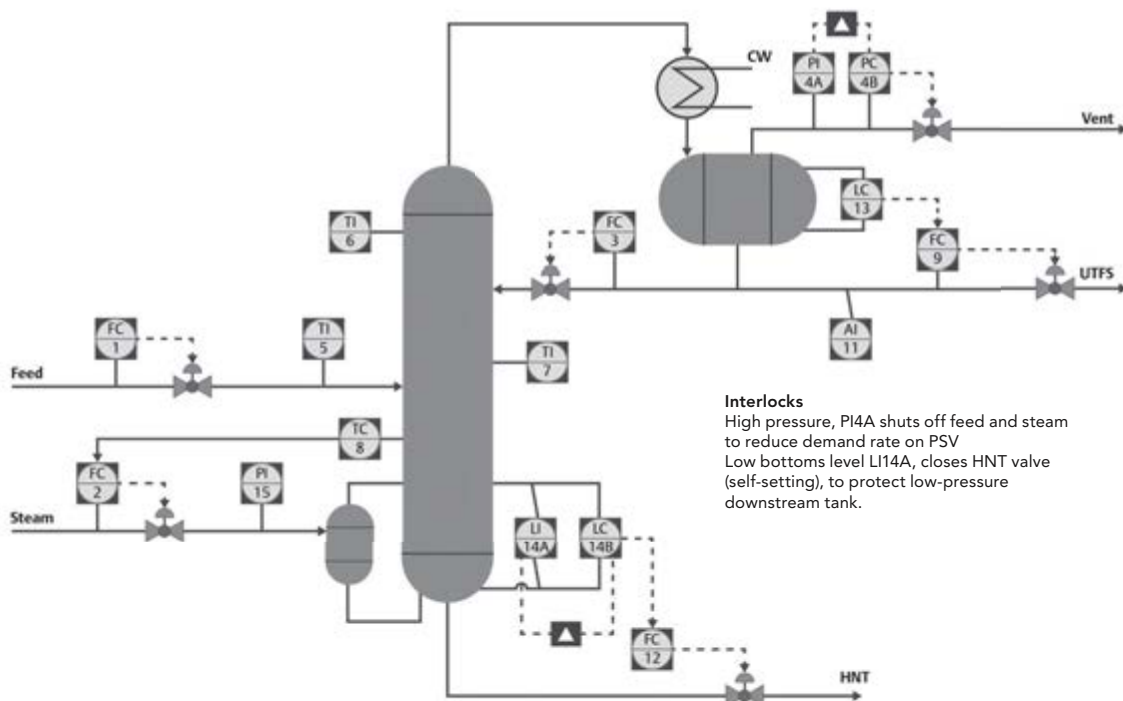 CW
PI
4A
PC
4B
Vent
LC
13
TI
6
FC
3
FC
9
UTFS
FC
1
TI
5
TI
7
AI
11
Feed
Interlocks
High pressure, PI4A shuts off feed and steam
to reduce demand rate on PSV
Low bottoms level LI14A, closes HNT valve
(self-setting), to protect low-pressure
downstream tank.
TC
8
FC
2
PI
15
Steam
LI
14A
LC
14B
FC
12
HNT